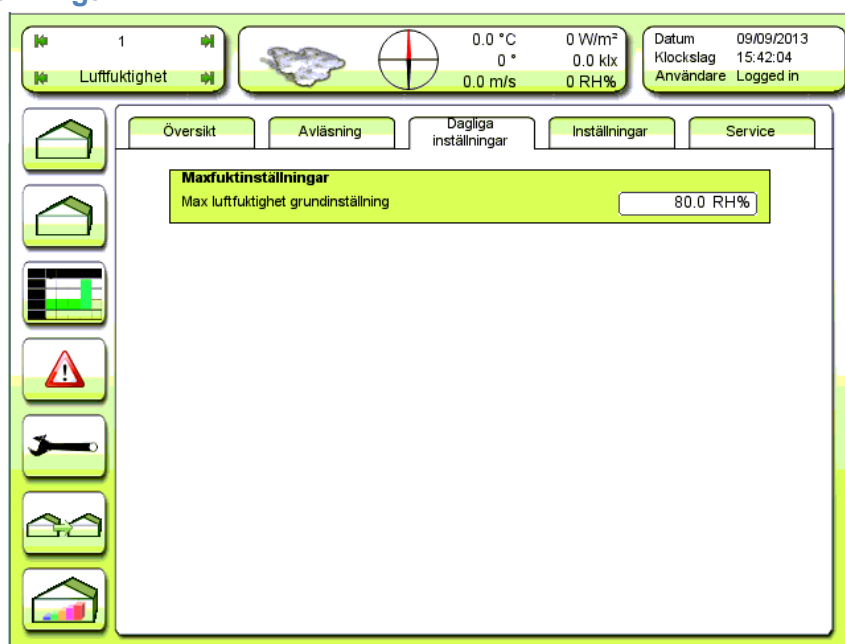 1
Luftfuktighet
0.0 °C
0 °
0.0 m/s
0 W/m²
0.0 klx
0 RH%
Datum 09/09/2013
Klockslag 15:42:04
Användare Logged in
Översikt
Avläsning
Dagliga
inställningar
Inställningar
Service
Maxfuktinställningar
Max luftfuktighet grundinställning 80.0 RH%